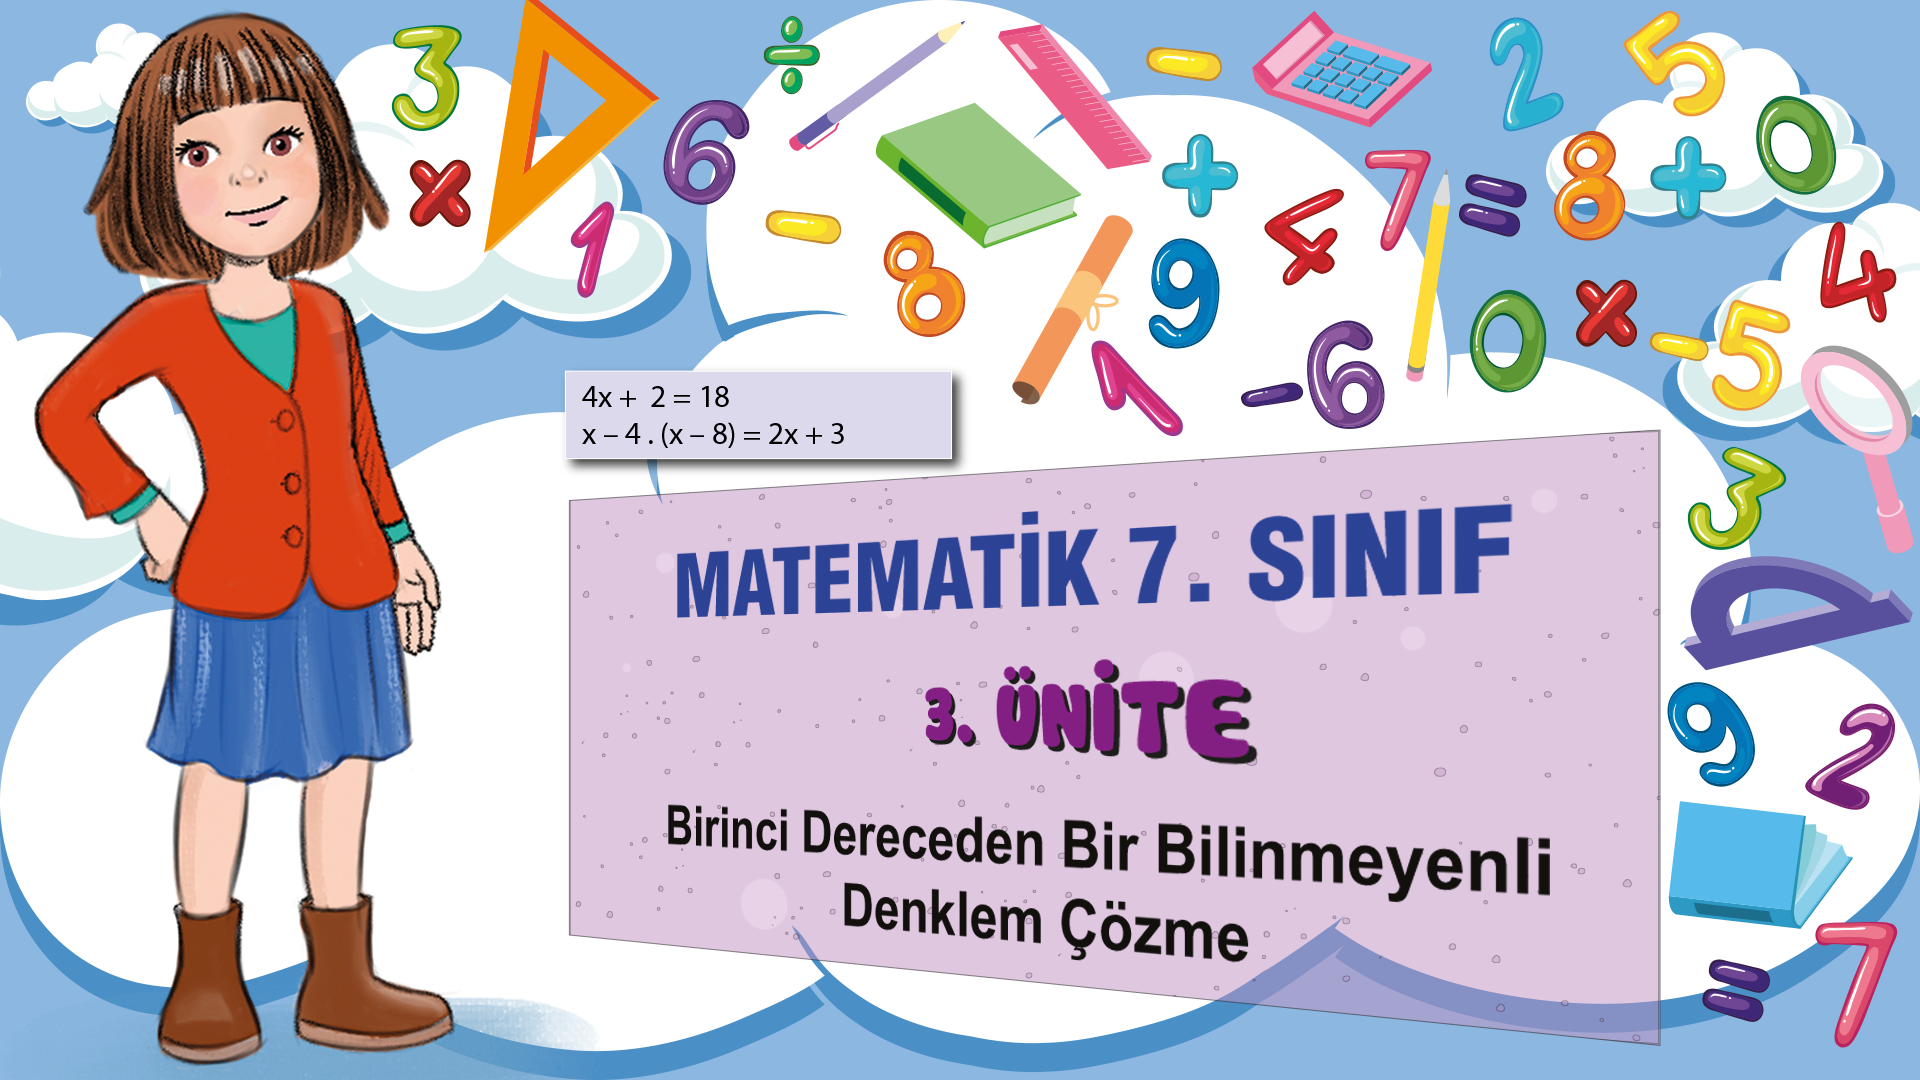 4x + 2 = 18
x – 4 . (x – 8) = 2x + 3
MATEMATİK 7. SINIF
3. ÜNİTE
Birinci Dereceden Bir Bilinmeyenli
Denklem Çözme